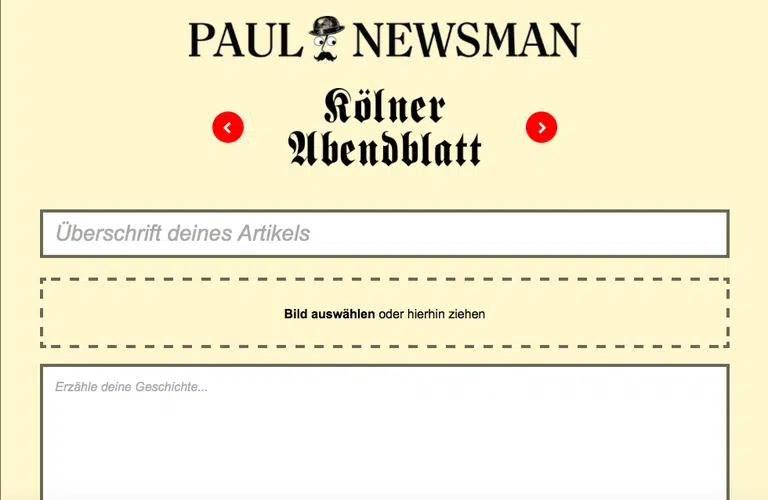 PAUL NEWSMAN
Kölner
Abendblatt
Überschrift deines Artikels
Bild auswählen oder hierhin ziehen
Erzähle deine Geschichte...